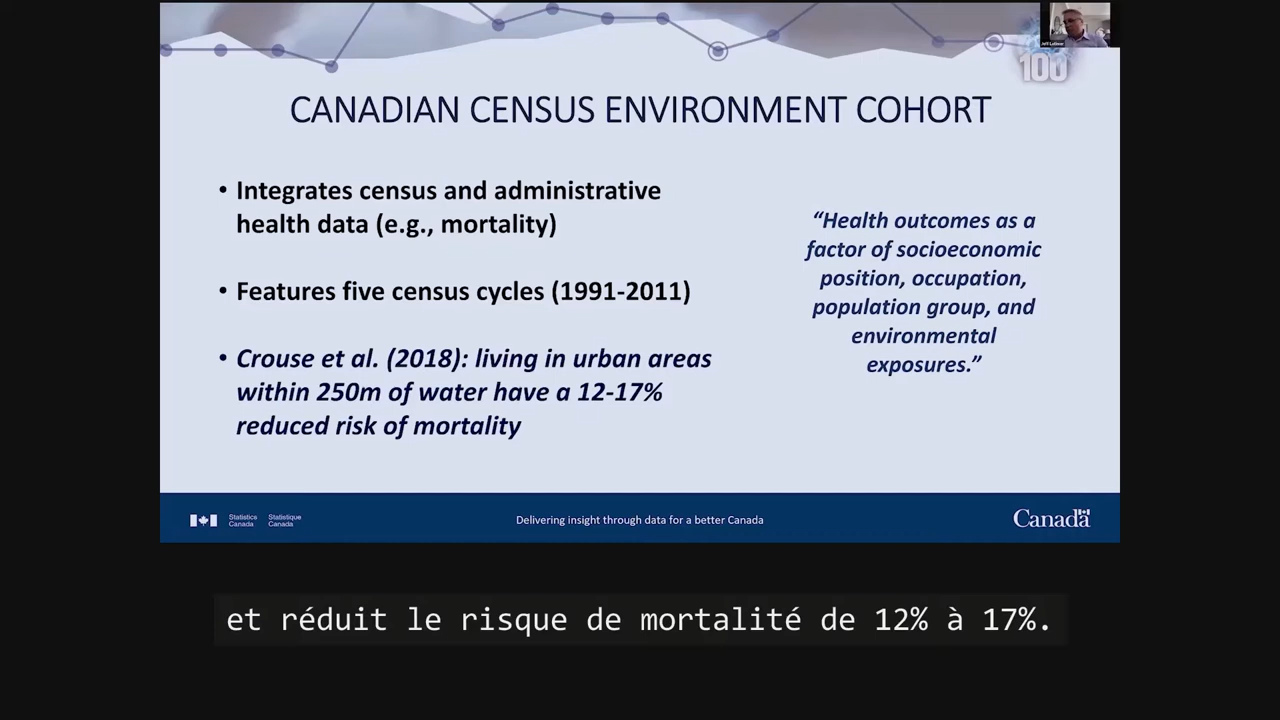 100
CANADIAN CENSUS ENVIRONMENT COHORT
• Integrates census and administrative
health data (e.g., mortality)
• Features five census cycles (1991-2011)
• Crouse et al. (2018): living in urban areas
within 250m of water have a 12-17%
reduced risk of mortality
“Health outcomes as a
factor of socioeconomic
position, occupation,
population group, and
environmental
exposures.”
Statistics
Canada
Statistique
Canada
Delivering insight through data for a better Canada
Canada
et réduit le risque de mortalité de 12% à 17%.